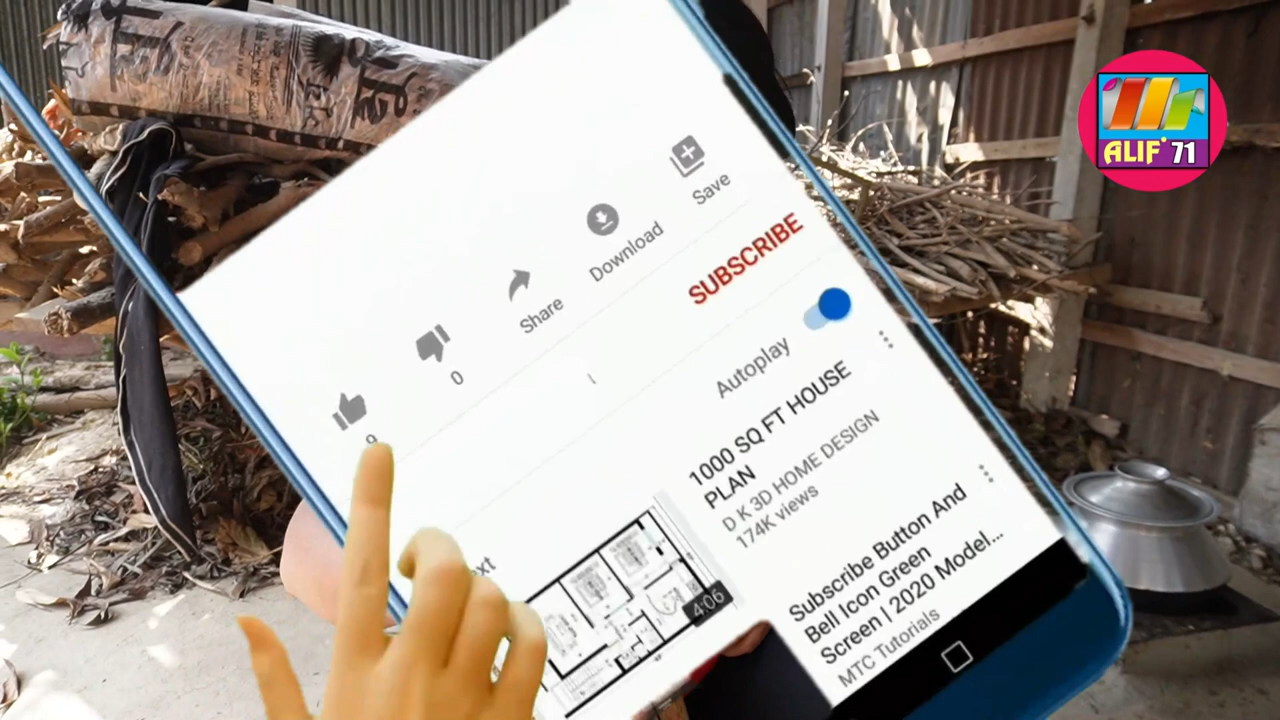 ALIF 71
Save
Download
Share
0
9
SUBSCRIBE
Autoplay
1000 SQ FT HOUSE
PLAN
D K 3D HOME DESIGN
174K views
4:06
Subscribe Button And
Bell Icon Green
Screen | 2020 Model...
MTC Tutorials